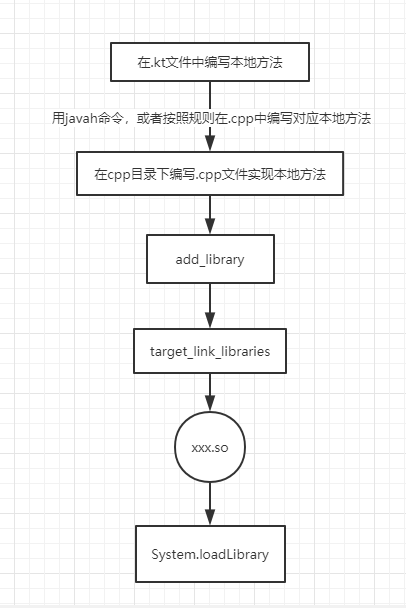 在.kt文件中编写本地方法
用javah命令，或者按照规则在.cpp中编写对应本地方法
在cpp目录下编写.cpp文件实现本地方法
add_library
target_link_libraries
xxx.so
System.loadLibrary